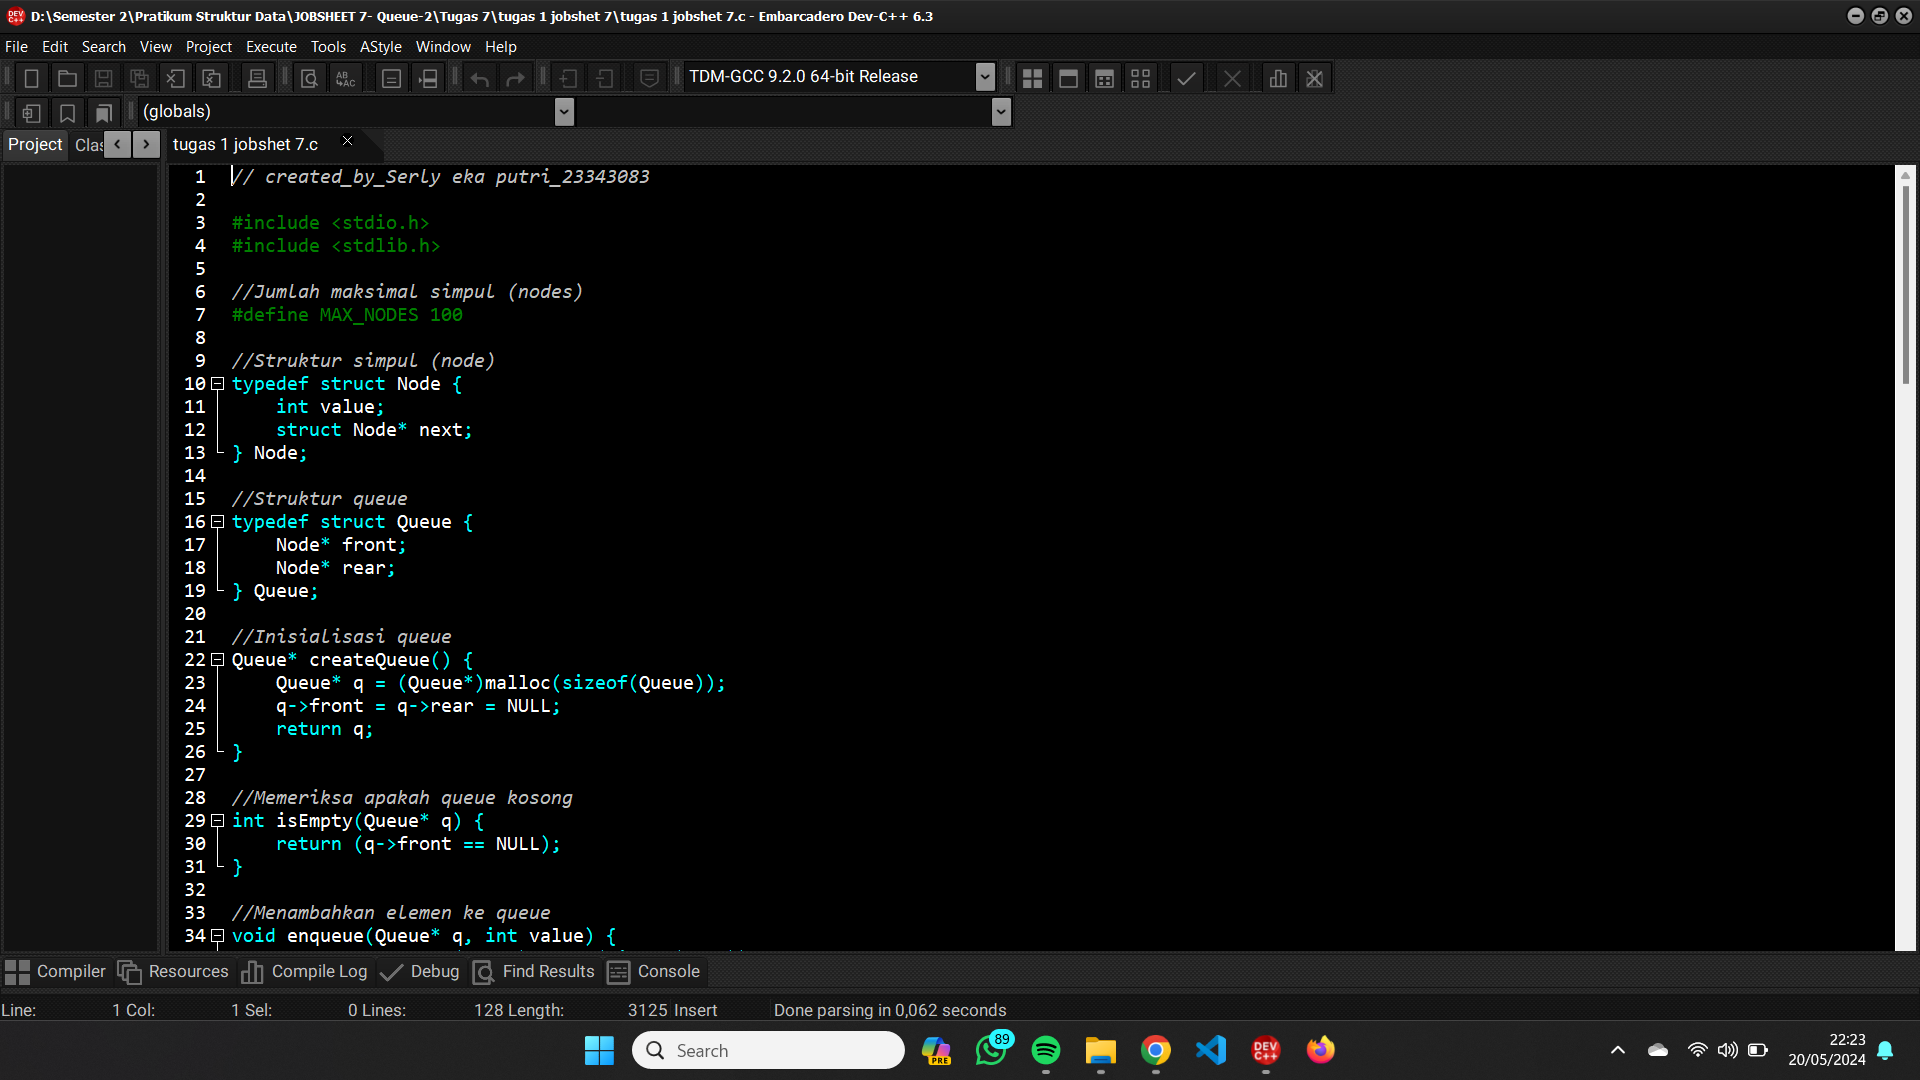 D:\Semester 2\Pratikum Struktur Data\JOBSHEET 7- Queue-2\Tugas 7\tugas 1 jobshet 7\tugas 1 jobshet 7.c - Embarcadero Dev-C++ 6.3
File Edit Search View Project Execute Tools AStyle Window Help
TDM-GCC 9.2.0 64-bit Release
(globals)
Project Clas tugas 1 jobshet 7.c
1 // created_by_Serly eka putri_23343083
2
3 #include <stdio.h>
4 #include <stdlib.h>
5
6 //Jumlah maksimal simpul (nodes)
7 #define MAX_NODES 100
8
9 //Struktur simpul (node)
10 typedef struct Node {
11     int value;
12     struct Node* next;
13 } Node;
14
15 //Struktur queue
16 typedef struct Queue {
17     Node* front;
18     Node* rear;
19 } Queue;
20
21 //Inisialisasi queue
22 Queue* createQueue() {
23     Queue* q = (Queue*)malloc(sizeof(Queue));
24     q->front = q->rear = NULL;
25     return q;
26 }
27
28 //Memeriksa apakah queue kosong
29 int isEmpty(Queue* q) {
30     return (q->front == NULL);
31 }
32
33 //Menambahkan elemen ke queue
34 void enqueue(Queue* q, int value) {
Compiler Resources Compile Log Debug Find Results Console
Line: 1 Col: 1 Sel: 0 Lines: 128 Length: 3125 Insert Done parsing in 0,062 seconds
Search PRE 89 DEV C++ 22:23
20/05/2024